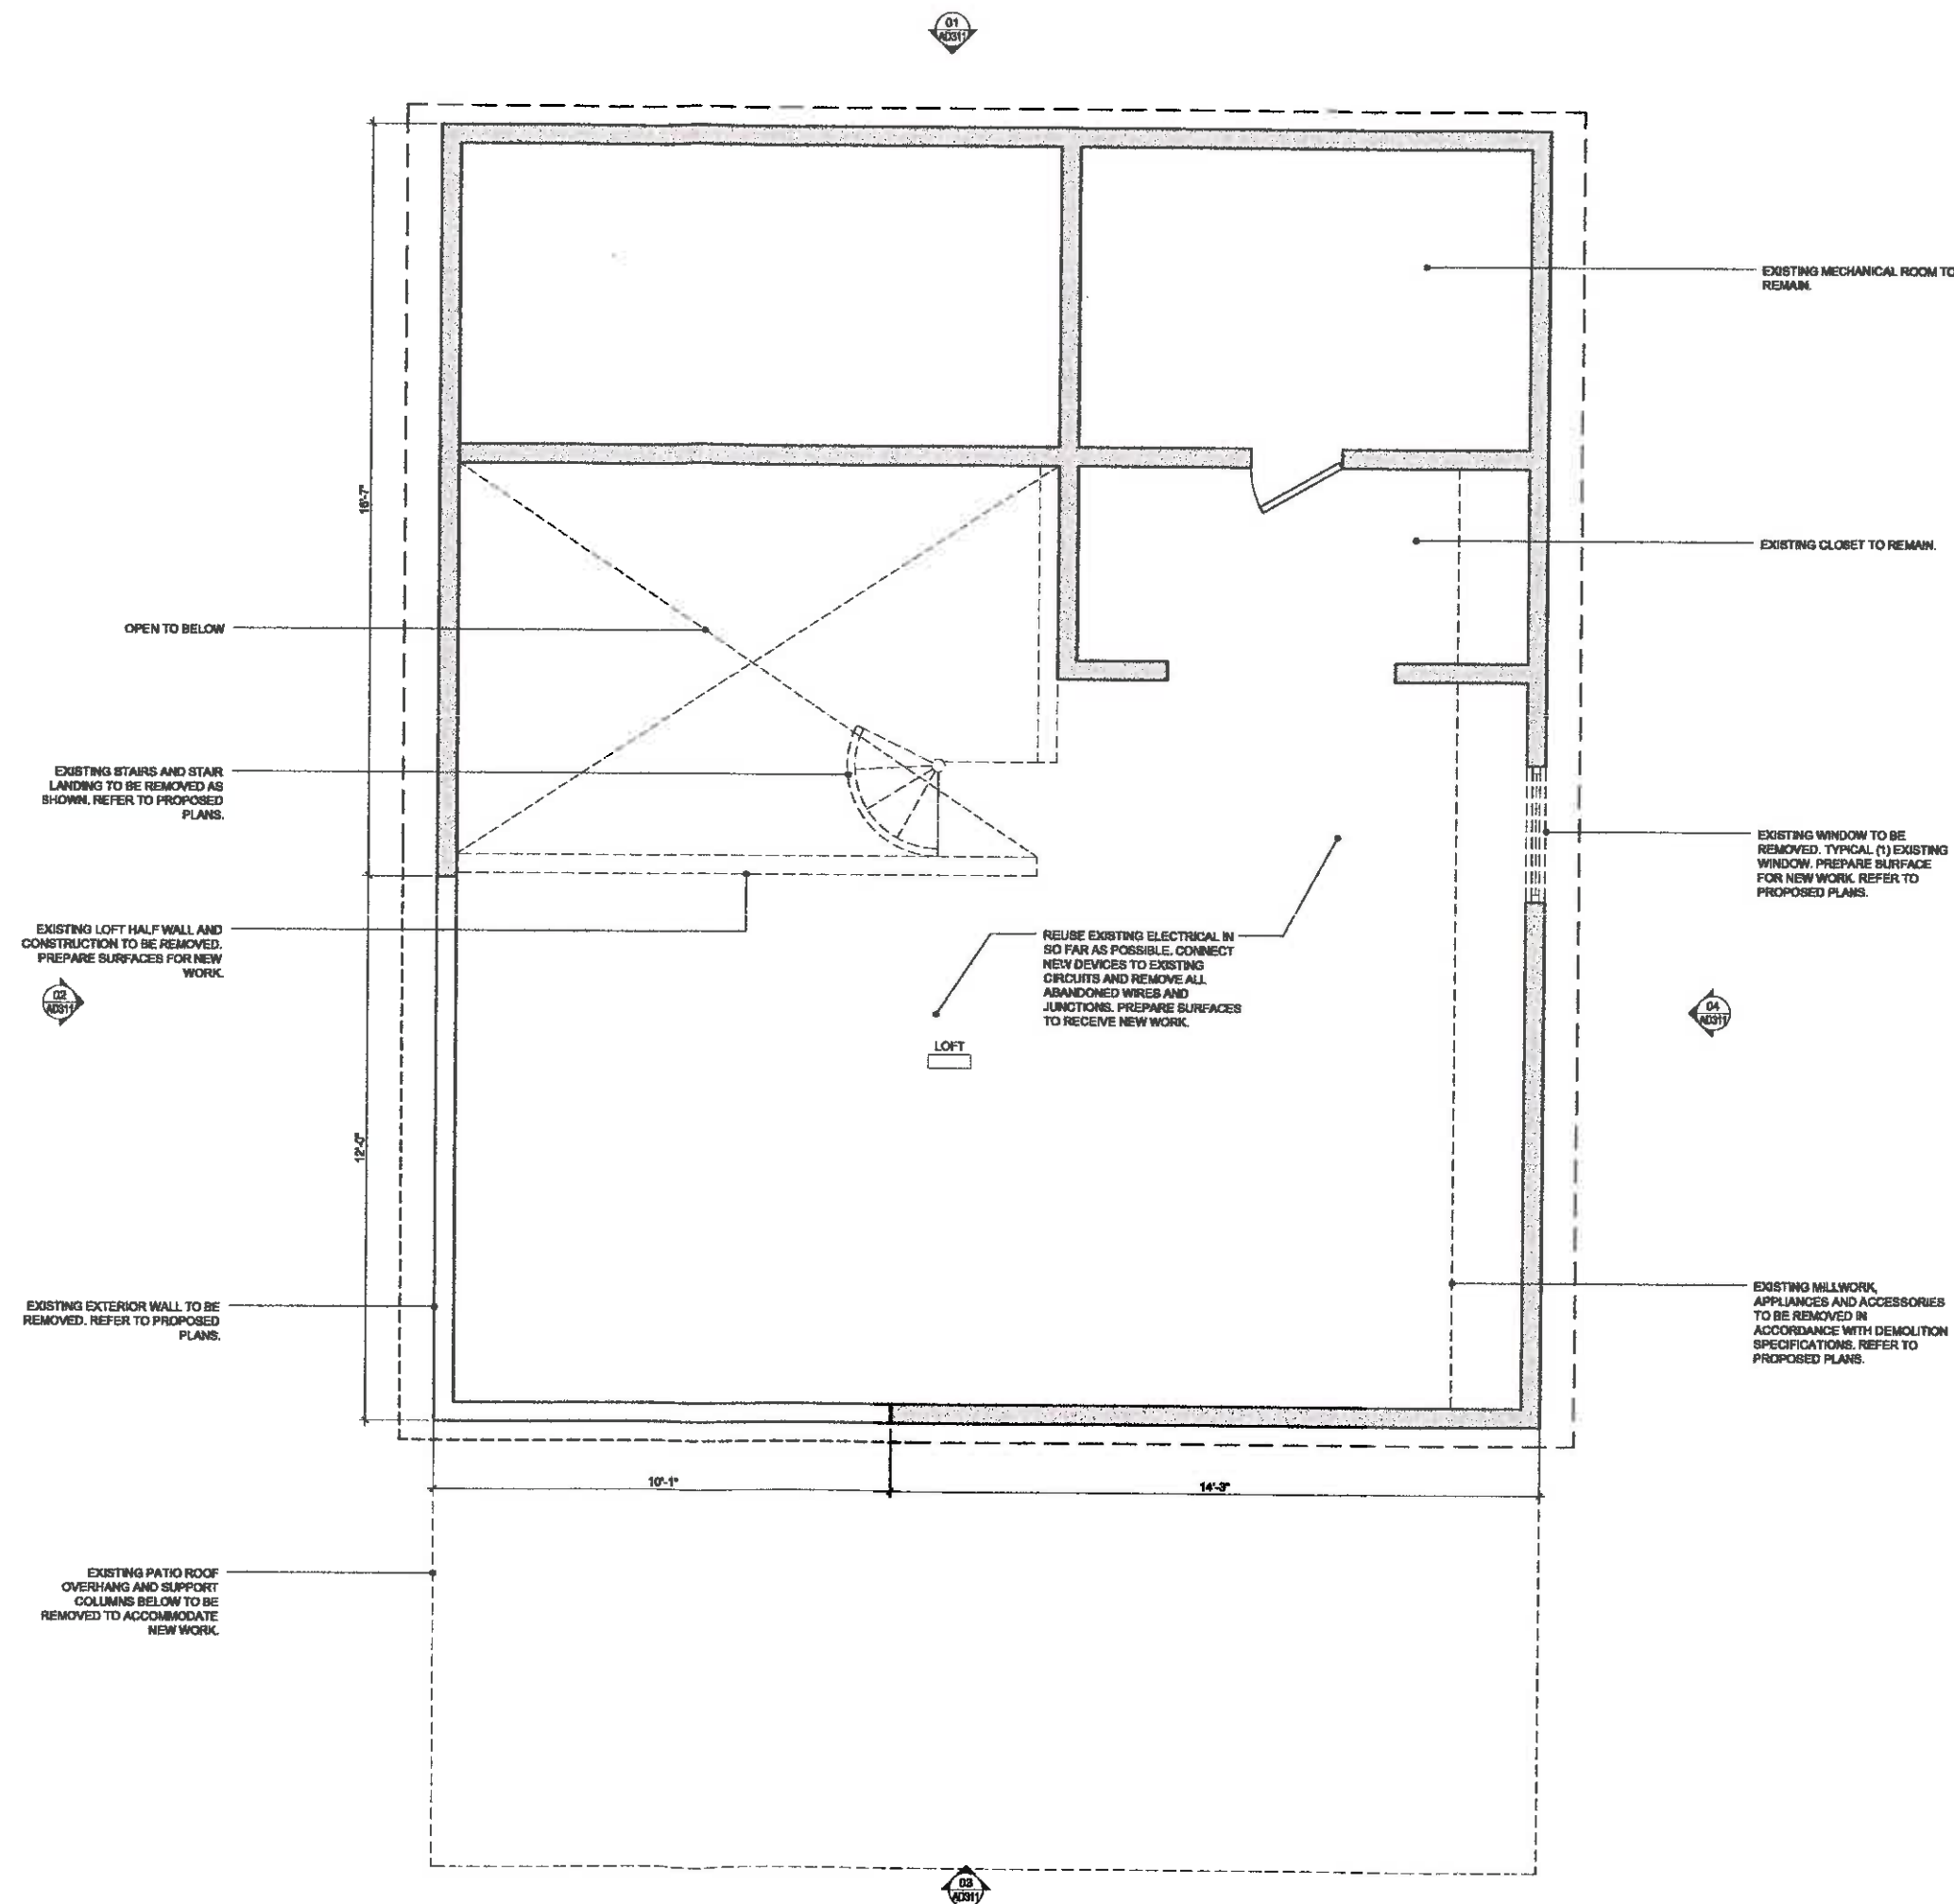 01
AD311
EXISTING MECHANICAL ROOM TO
REMAIN.
16'-7"
EXISTING CLOSET TO REMAIN.
OPEN TO BELOW
EXISTING STAIRS AND STAIR
LANDING TO BE REMOVED AS
SHOWN. REFER TO PROPOSED
PLANS.
EXISTING WINDOW TO BE
REMOVED. TYPICAL (1) EXISTING
WINDOW. PREPARE SURFACE
FOR NEW WORK. REFER TO
PROPOSED PLANS.
EXISTING LOFT HALF WALL AND
CONSTRUCTION TO BE REMOVED.
PREPARE SURFACES FOR NEW
WORK.
REUSE EXISTING ELECTRICAL IN
SO FAR AS POSSIBLE. CONNECT
NEW DEVICES TO EXISTING
CIRCUITS AND REMOVE ALL
ABANDONED WIRES AND
JUNCTIONS. PREPARE SURFACES
TO RECEIVE NEW WORK.
02
AD311
04
AD311
LOFT
12'-0"
EXISTING EXTERIOR WALL TO BE
REMOVED. REFER TO PROPOSED
PLANS.
EXISTING MILLWORK,
APPLIANCES AND ACCESSORIES
TO BE REMOVED IN
ACCORDANCE WITH DEMOLITION
SPECIFICATIONS. REFER TO
PROPOSED PLANS.
10'-1"
14'-3"
EXISTING PATIO ROOF
OVERHANG AND SUPPORT
COLUMNS BELOW TO BE
REMOVED TO ACCOMMODATE
NEW WORK.
03
AD311